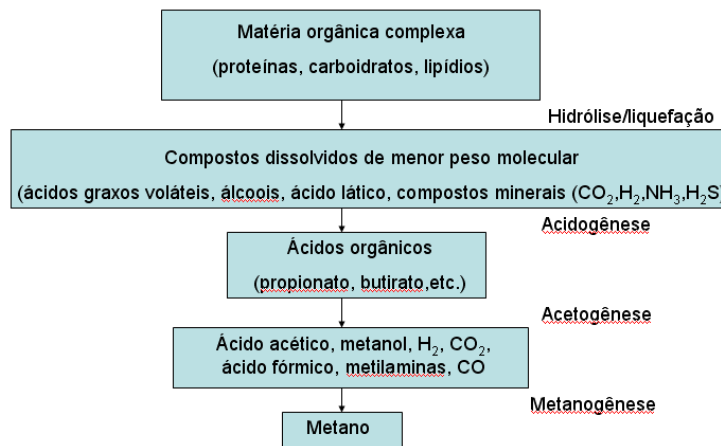 Matéria orgânica complexa
(proteínas, carboidratos, lipídios)
Hidrólise/liquefação
Compostos dissolvidos de menor peso molecular
(ácidos graxos voláteis, álcoois, ácido lático, compostos minerais (CO₂,H₂,NH₃,H₂S)
Acidogênese
Ácidos orgânicos
(propionato, butirato,etc.)
Acetogênese
Ácido acético, metanol, H₂, CO₂,
ácido fórmico, metilaminas, CO
Metanogênese
Metano